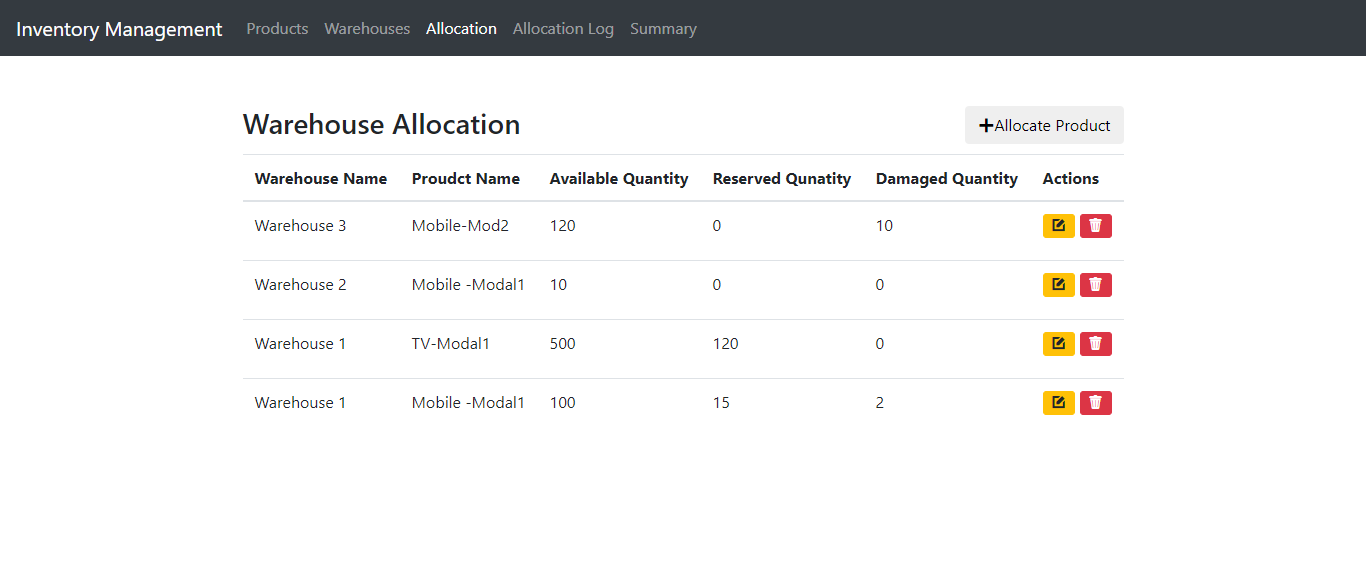 Inventory Management Products Warehouses Allocation Allocation Log Summary
Warehouse Allocation
Allocate Product
Warehouse Name Proudct Name Available Quantity Reserved Qunatity Damaged Quantity Actions
Warehouse 3 Mobile-Mod2 120 0 10
Warehouse 2 Mobile -Modal1 10 0 0
Warehouse 1 TV-Modal1 500 120 0
Warehouse 1 Mobile -Modal1 100 15 2